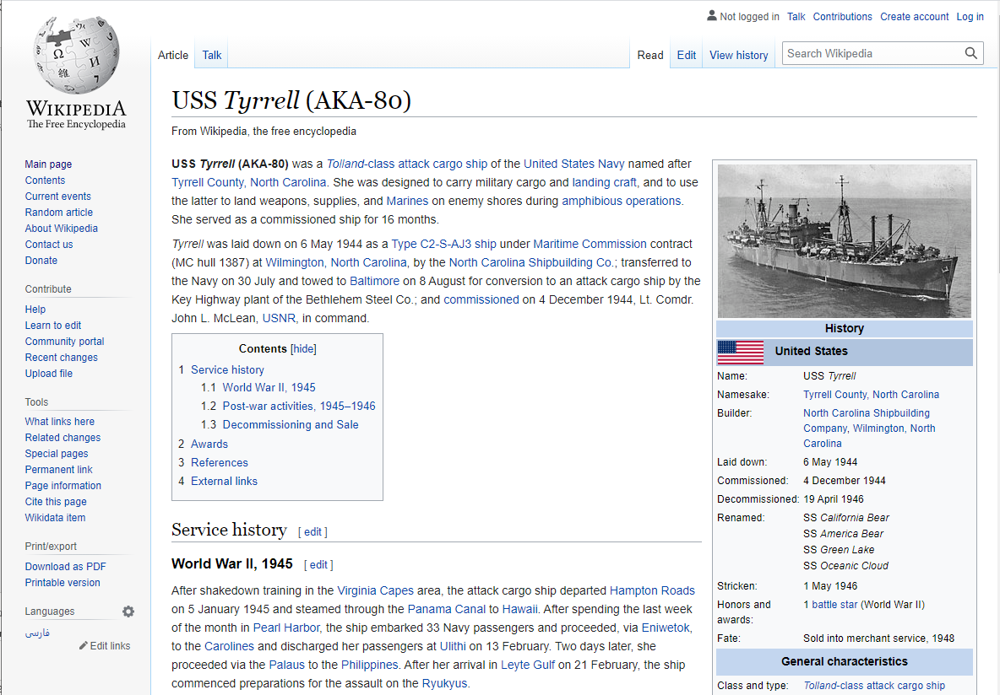 Not logged in Talk Contributions Create account Log in
Article Talk Read Edit View history Search Wikipedia
WIKIPEDIA
The Free Encyclopedia
Main page
Contents
Current events
Random article
About Wikipedia
Contact us
Donate
Contribute
Help
Learn to edit
Community portal
Recent changes
Upload file
Tools
What links here
Related changes
Special pages
Permanent link
Page information
Cite this page
Wikidata item
Print/export
Download as PDF
Printable version
Languages
فارسی
Edit links
USS Tyrrell (AKA-80)
From Wikipedia, the free encyclopedia
USS Tyrrell (AKA-80) was a Tolland-class attack cargo ship of the United States Navy named after
Tyrrell County, North Carolina. She was designed to carry military cargo and landing craft, and to use
the latter to land weapons, supplies, and Marines on enemy shores during amphibious operations.
She served as a commissioned ship for 16 months.
Tyrrell was laid down on 6 May 1944 as a Type C2-S-AJ3 ship under Maritime Commission contract
(MC hull 1387) at Wilmington, North Carolina, by the North Carolina Shipbuilding Co.; transferred to
the Navy on 30 July and towed to Baltimore on 8 August for conversion to an attack cargo ship by the
Key Highway plant of the Bethlehem Steel Co.; and commissioned on 4 December 1944, Lt. Comdr.
John L. McLean, USNR, in command.
Contents [hide]
1 Service history
1.1 World War II, 1945
1.2 Post-war activities, 1945–1946
1.3 Decommissioning and Sale
2 Awards
3 References
4 External links
Service history [ edit ]
World War II, 1945 [ edit ]
After shakedown training in the Virginia Capes area, the attack cargo ship departed Hampton Roads
on 5 January 1945 and steamed through the Panama Canal to Hawaii. After spending the last week
of the month in Pearl Harbor, the ship embarked 33 Navy passengers and proceeded, via Eniwetok,
to the Carolines and discharged her passengers at Ulithi on 13 February. Two days later, she
proceeded via the Palaus to the Philippines. After her arrival in Leyte Gulf on 21 February, the ship
commenced preparations for the assault on the Ryukyus.
History
United States
Name: USS Tyrrell
Namesake: Tyrrell County, North Carolina
Builder: North Carolina Shipbuilding
Company, Wilmington, North
Carolina
Laid down: 6 May 1944
Commissioned: 4 December 1944
Decommissioned: 19 April 1946
Renamed: SS California Bear
SS America Bear
SS Green Lake
SS Oceanic Cloud
Stricken: 1 May 1946
Honors and 1 battle star (World War II)
awards:
Fate: Sold into merchant service, 1948
General characteristics
Class and type: Tolland-class attack cargo ship